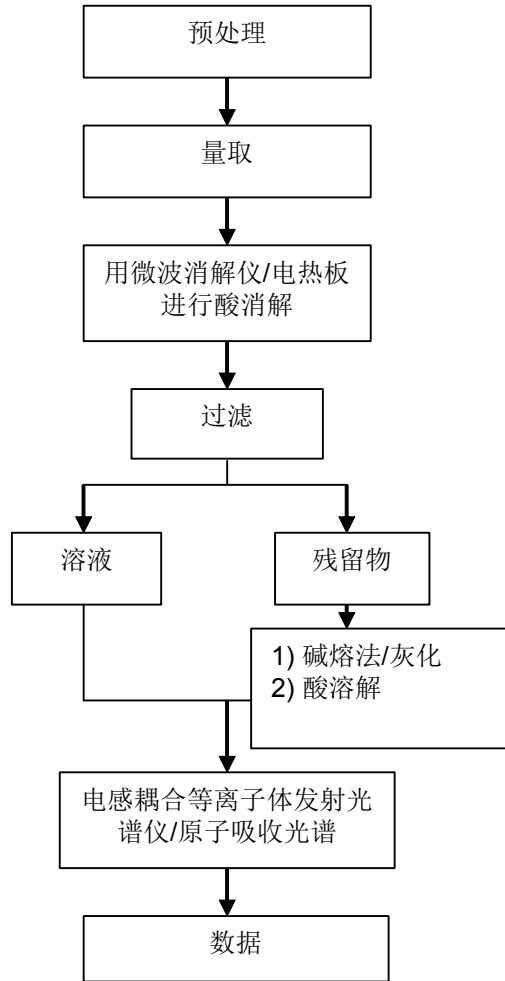 预处理
量取
用微波消解仪/电热板
进行酸消解
过滤
溶液
残留物
1) 碱熔法/灰化
2) 酸溶解
电感耦合等离子体发射光
谱仪/原子吸收光谱
数据